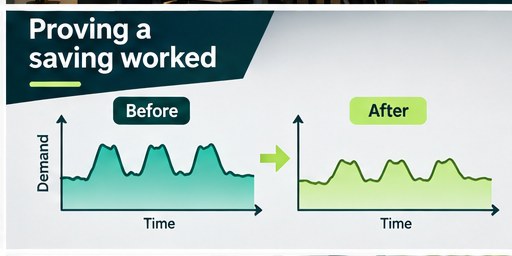 Proving a
saving worked
Before
After
Demand
Time
Time